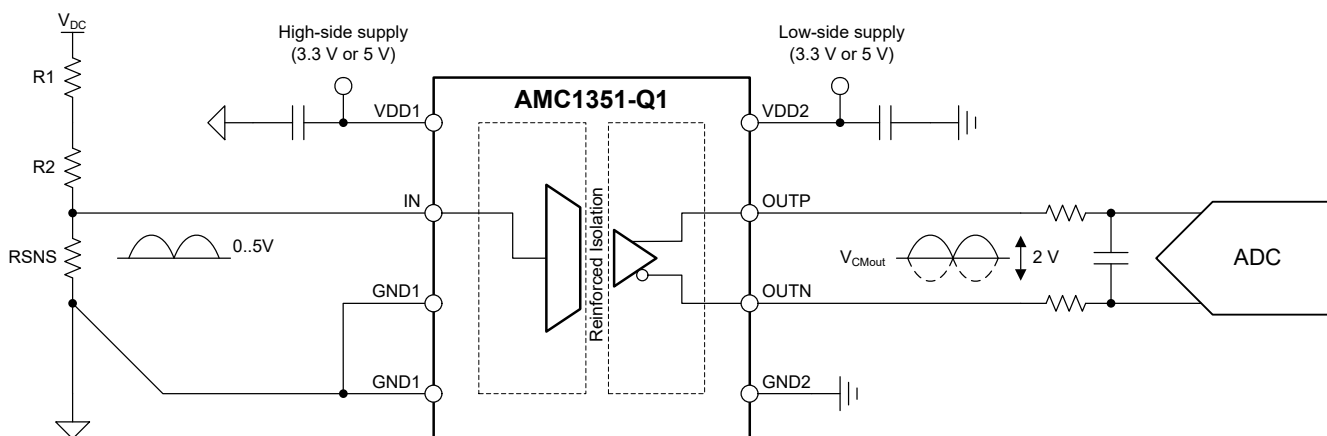 VDC
R1
R2
RSNS
0..5V
High-side supply
(3.3 V or 5 V)
Low-side supply
(3.3 V or 5 V)
AMC1351-Q1
VDD1
IN
GND1
GND1
Reinforced Isolation
VDD2
OUTP
OUTN
GND2
VCMout
2 V
ADC